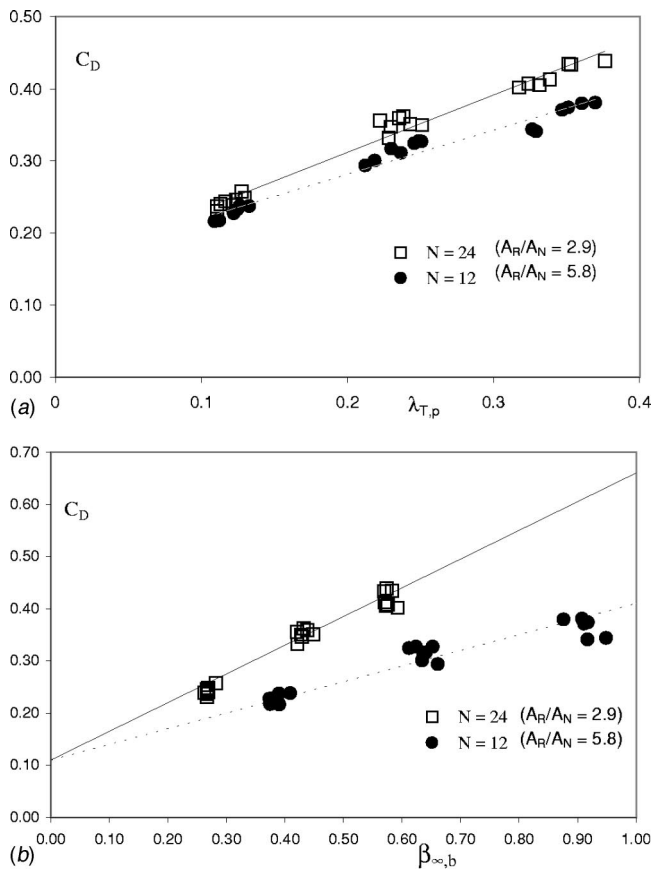 0.50
C_D
0.40
0.30
0.20
N = 24 (A_R/A_N = 2.9)
N = 12 (A_R/A_N = 5.8)
0.10
0.00
0 0.1 0.2 0.3 0.4
(a) λ_T,p
0.70
C_D
0.60
0.50
0.40
0.30
0.20
N = 24 (A_R/A_N = 2.9)
N = 12 (A_R/A_N = 5.8)
0.10
0.00
0.00 0.10 0.20 0.30 0.40 0.50 0.60 0.70 0.80 0.90 1.00
(b) β_∞,b